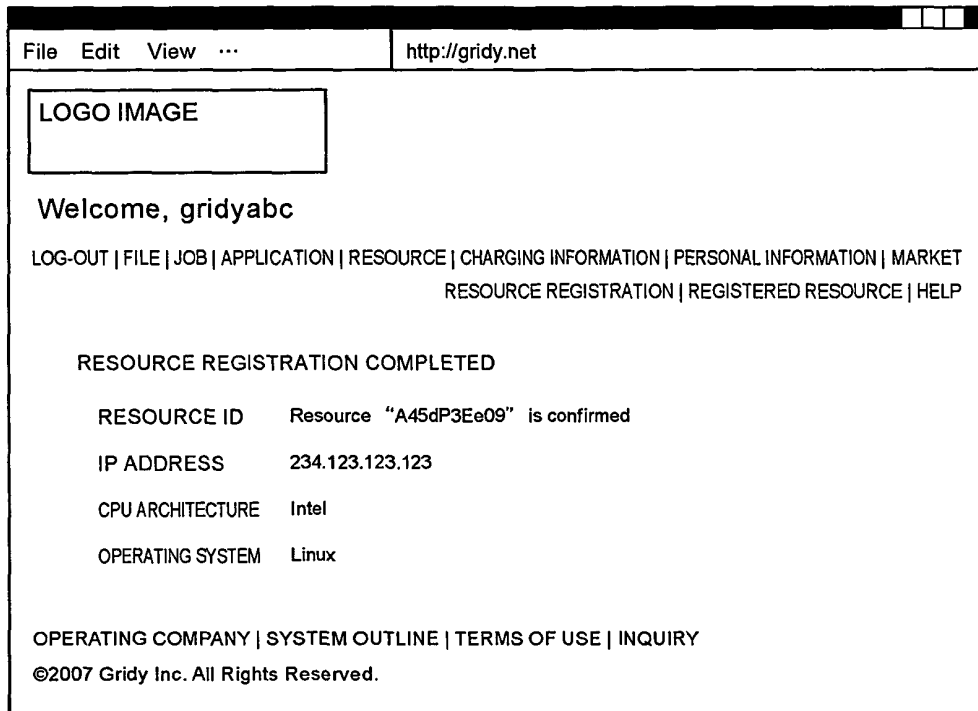 File Edit View ··· http://gridy.net
LOGO IMAGE
Welcome, gridyabc
LOG-OUT | FILE | JOB | APPLICATION | RESOURCE | CHARGING INFORMATION | PERSONAL INFORMATION | MARKET
RESOURCE REGISTRATION | REGISTERED RESOURCE | HELP
RESOURCE REGISTRATION COMPLETED
RESOURCE ID Resource “A45dP3Ee09” is confirmed
IP ADDRESS 234.123.123.123
CPU ARCHITECTURE Intel
OPERATING SYSTEM Linux
OPERATING COMPANY | SYSTEM OUTLINE | TERMS OF USE | INQUIRY
©2007 Gridy Inc. All Rights Reserved.